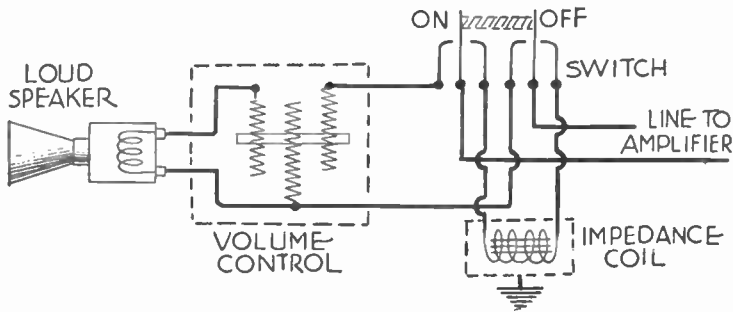 ON OFF
LOUD
SPEAKER
SWITCH
LINE TO
AMPLIFIER
VOLUME
CONTROL
IMPEDANCE
COIL